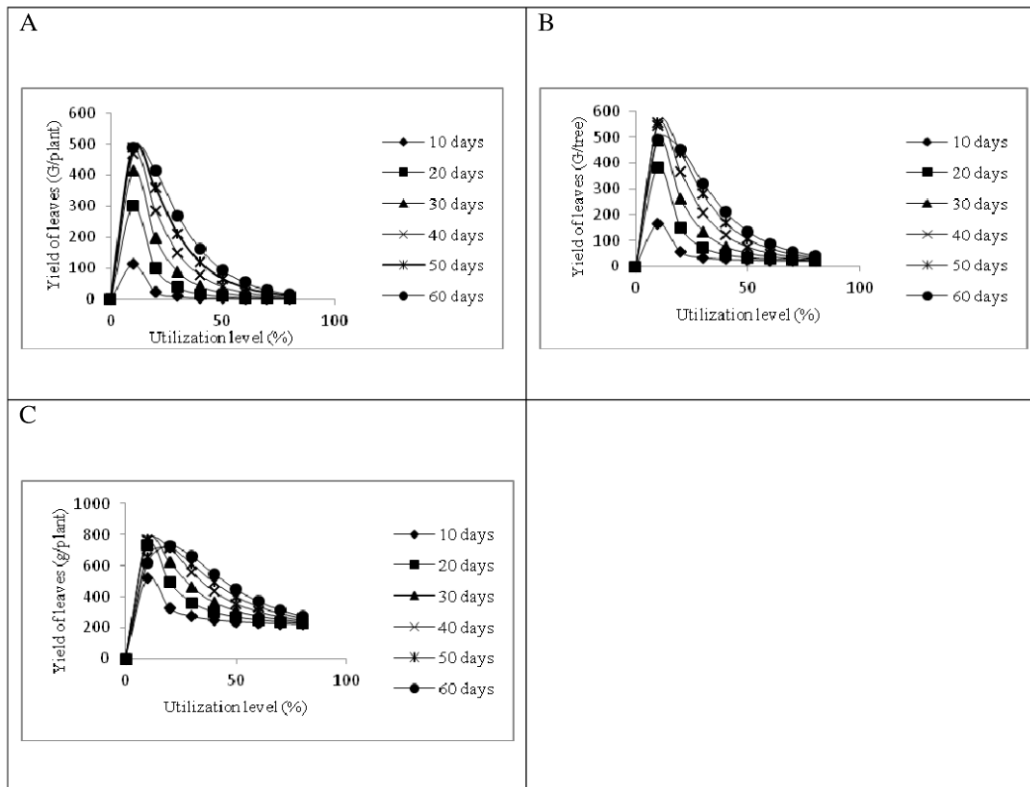 A
Yield of leaves (G/plant)
600
500
400
300
200
100
0
0
50
100
Utilization level (%)
10 days
20 days
30 days
40 days
50 days
60 days
B
Yield of leaves (G/tree)
600
500
400
300
200
100
0
0
50
100
Utilization level (%)
10 days
20 days
30 days
40 days
50 days
60 days
C
Yield of leaves (g/plant)
1000
800
600
400
200
0
0
50
100
Utilization level (%)
10 days
20 days
30 days
40 days
50 days
60 days